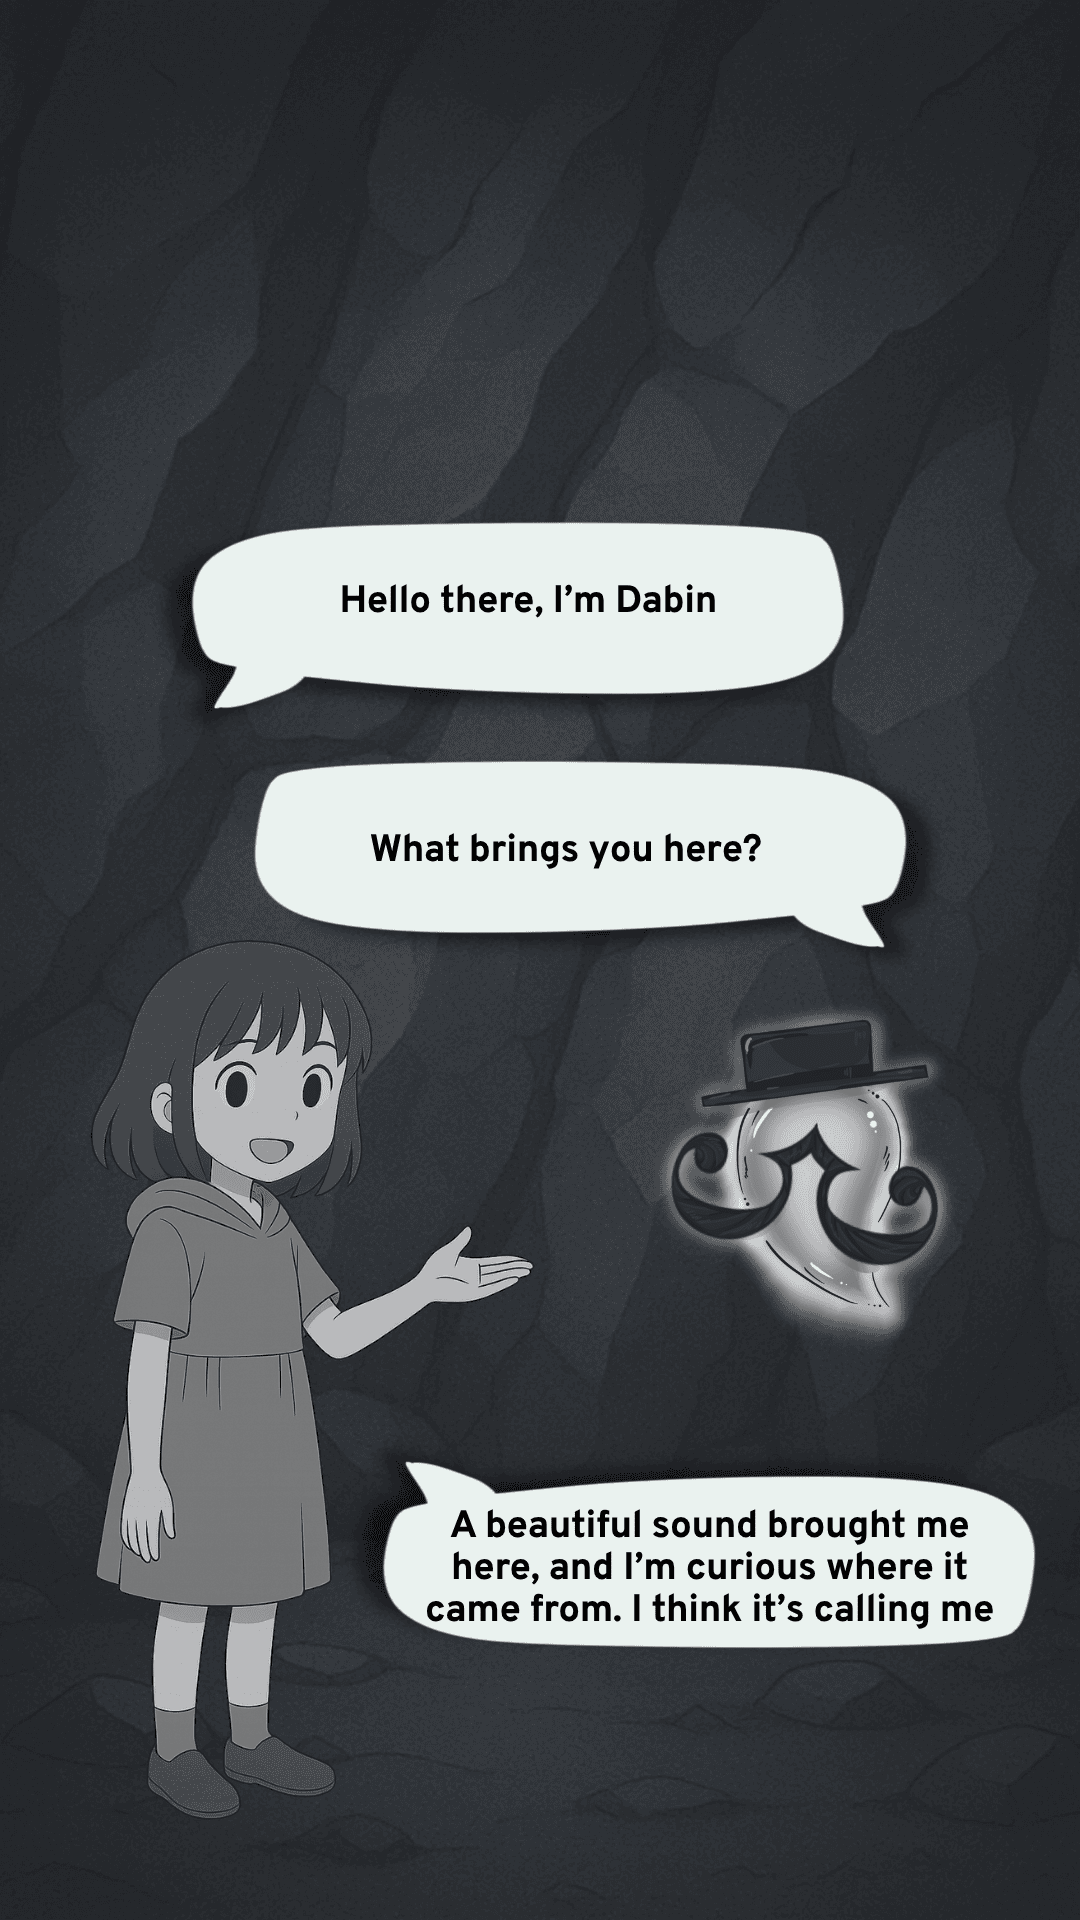 Hello there, I’m Dabin
What brings you here?
A beautiful sound brought me
here, and I’m curious where it
came from. I think it’s calling me